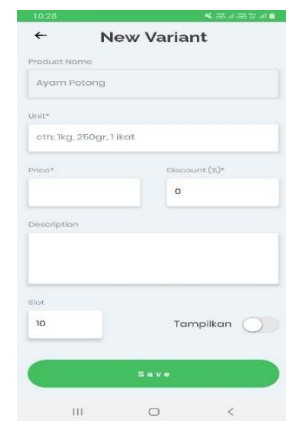 10:28
New Variant
Product Name
Ayam Potong
Unit*
cth: 1kg, 250gr, 1 ikat
Price*
Discount (%)*
0
Description
Slot
10
Tampilkan
Save